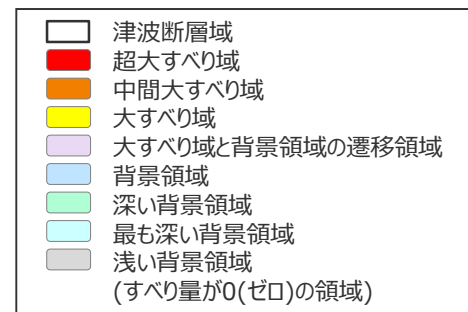 津波断層域
超大すべり域
中間大すべり域
大すべり域
大すべり域と背景領域の遷移領域
背景領域
深い背景領域
最も深い背景領域
浅い背景領域
(すべり量が0(ゼロ)の領域)